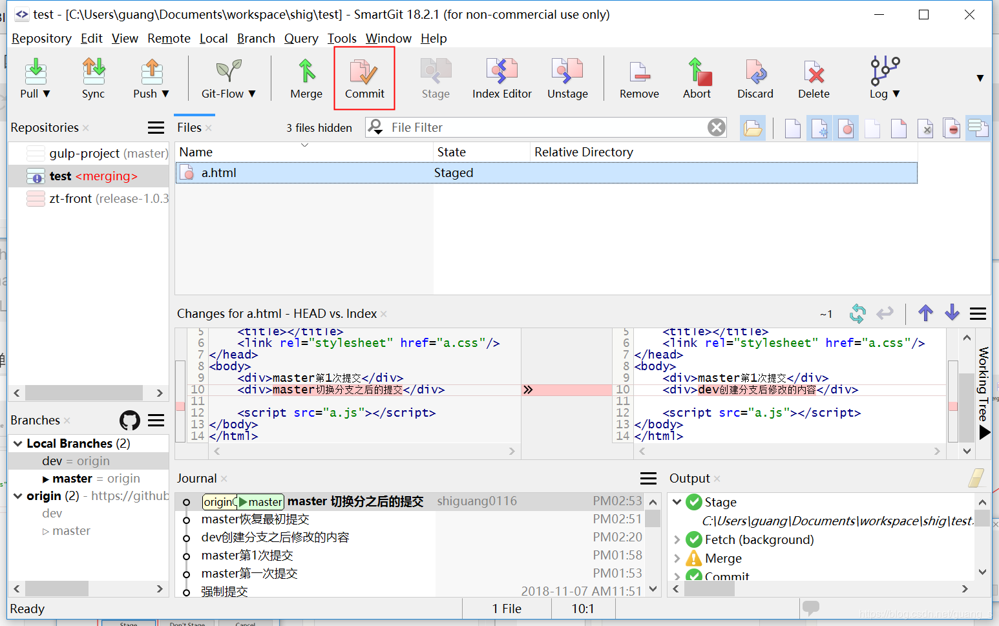 test - [C:\Users\guang\Documents\workspace\shig\test] - SmartGit 18.2.1 (for non-commercial use only)
Repository Edit View Remote Local Branch Query Tools Window Help
Pull ▼ Sync Push ▼ Git-Flow ▼ Merge Commit Stage Index Editor Unstage Remove Abort Discard Delete Log ▼
Repositories
gulp-project (master)
test <merging>
zt-front (release-1.0.3
Files 3 files hidden File Filter
Name State Relative Directory
a.html Staged
Changes for a.html - HEAD vs. Index ~1
5 <title></title>
6 <link rel="stylesheet" href="a.css"/>
7 </head>
8 <body>
9 <div>master第1次提交</div>
10 <div>master切换分支之后的提交</div>
11
12 <script src="a.js"></script>
13 </body>
14 </html>
5 <title></title>
6 <link rel="stylesheet" href="a.css"/>
7 </head>
8 <body>
9 <div>master第1次提交</div>
10 <div>dev创建分支后修改的内容</div>
11
12 <script src="a.js"></script>
13 </body>
14 </html>
Working Tree
Branches
Local Branches (2)
dev = origin
master = origin
origin (2) - https://github
dev
master
Journal
origin master master 切换分之后的提交 shiguang0116 PM02:53
master恢复最初提交 PM02:51
dev创建分支之后修改的内容 PM02:20
master第1次提交 PM01:58
master第一次提交 PM01:53
强制提交 2018-11-07 AM11:51
Output
Stage
C:\Users\guang\Documents\workspace\shig\test
Fetch (background)
Merge
Commit
Ready 1 File 10:1
https://blog.csdn.net/guang_s
Stage Don't Stage Cancel